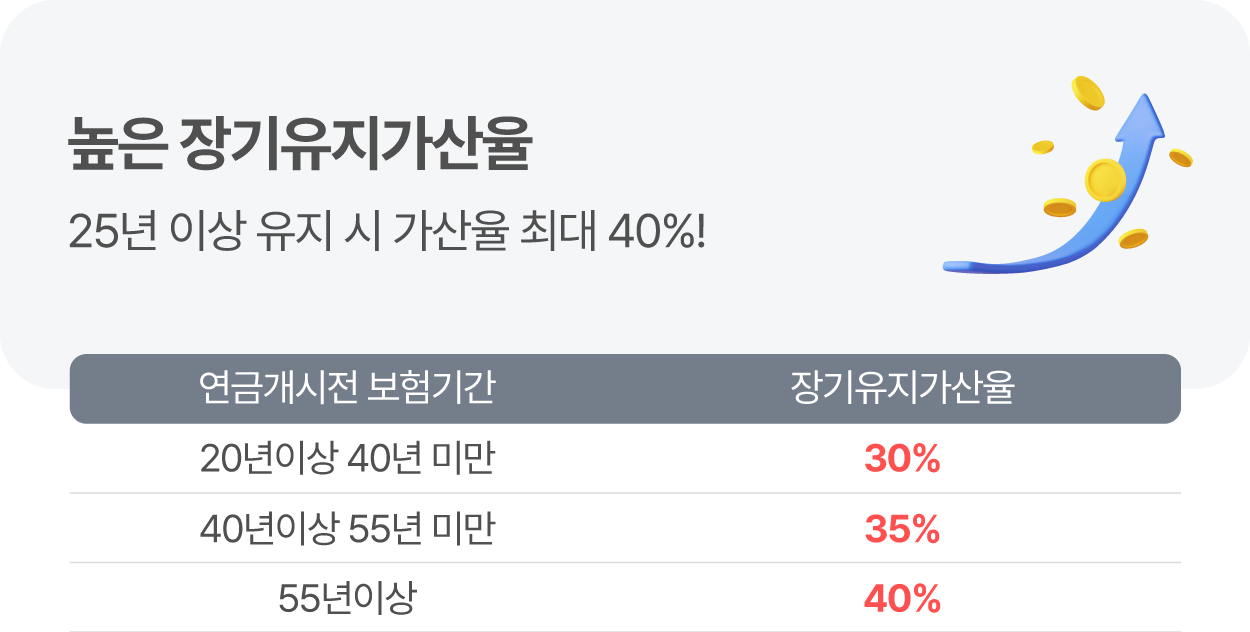 높은 장기유지가산율
25년 이상 유지 시 가산율 최대 40%!
연금개시전 보험기간 장기유지가산율
20년이상 40년 미만 30%
40년이상 55년 미만 35%
55년이상 40%